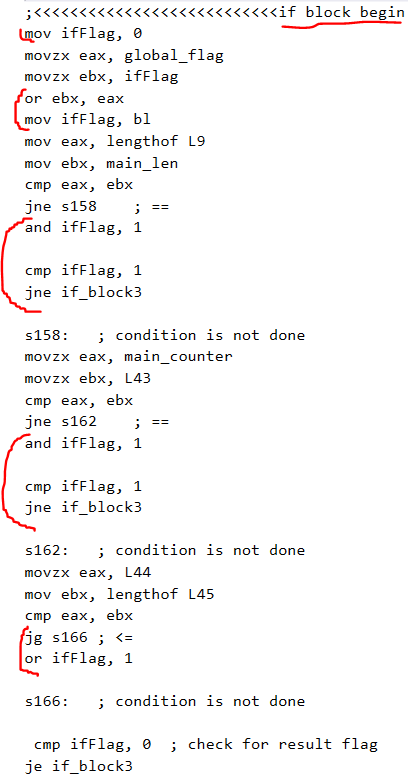 ;<<<<<<<<<<<<<<<<<<<<<<<<<<<if block begin
mov ifFlag, 0
movzx eax, global_flag
movzx ebx, ifFlag
or ebx, eax
mov ifFlag, bl
mov eax, lengthof L9
mov ebx, main_len
cmp eax, ebx
jne s158 ; ==
and ifFlag, 1
cmp ifFlag, 1
jne if_block3
s158: ; condition is not done
movzx eax, main_counter
movzx ebx, L43
cmp eax, ebx
jne s162 ; ==
and ifFlag, 1
cmp ifFlag, 1
jne if_block3
s162: ; condition is not done
movzx eax, L44
mov ebx, lengthof L45
cmp eax, ebx
jg s166 ; <=
or ifFlag, 1
s166: ; condition is not done
cmp ifFlag, 0 ; check for result flag
je if_block3